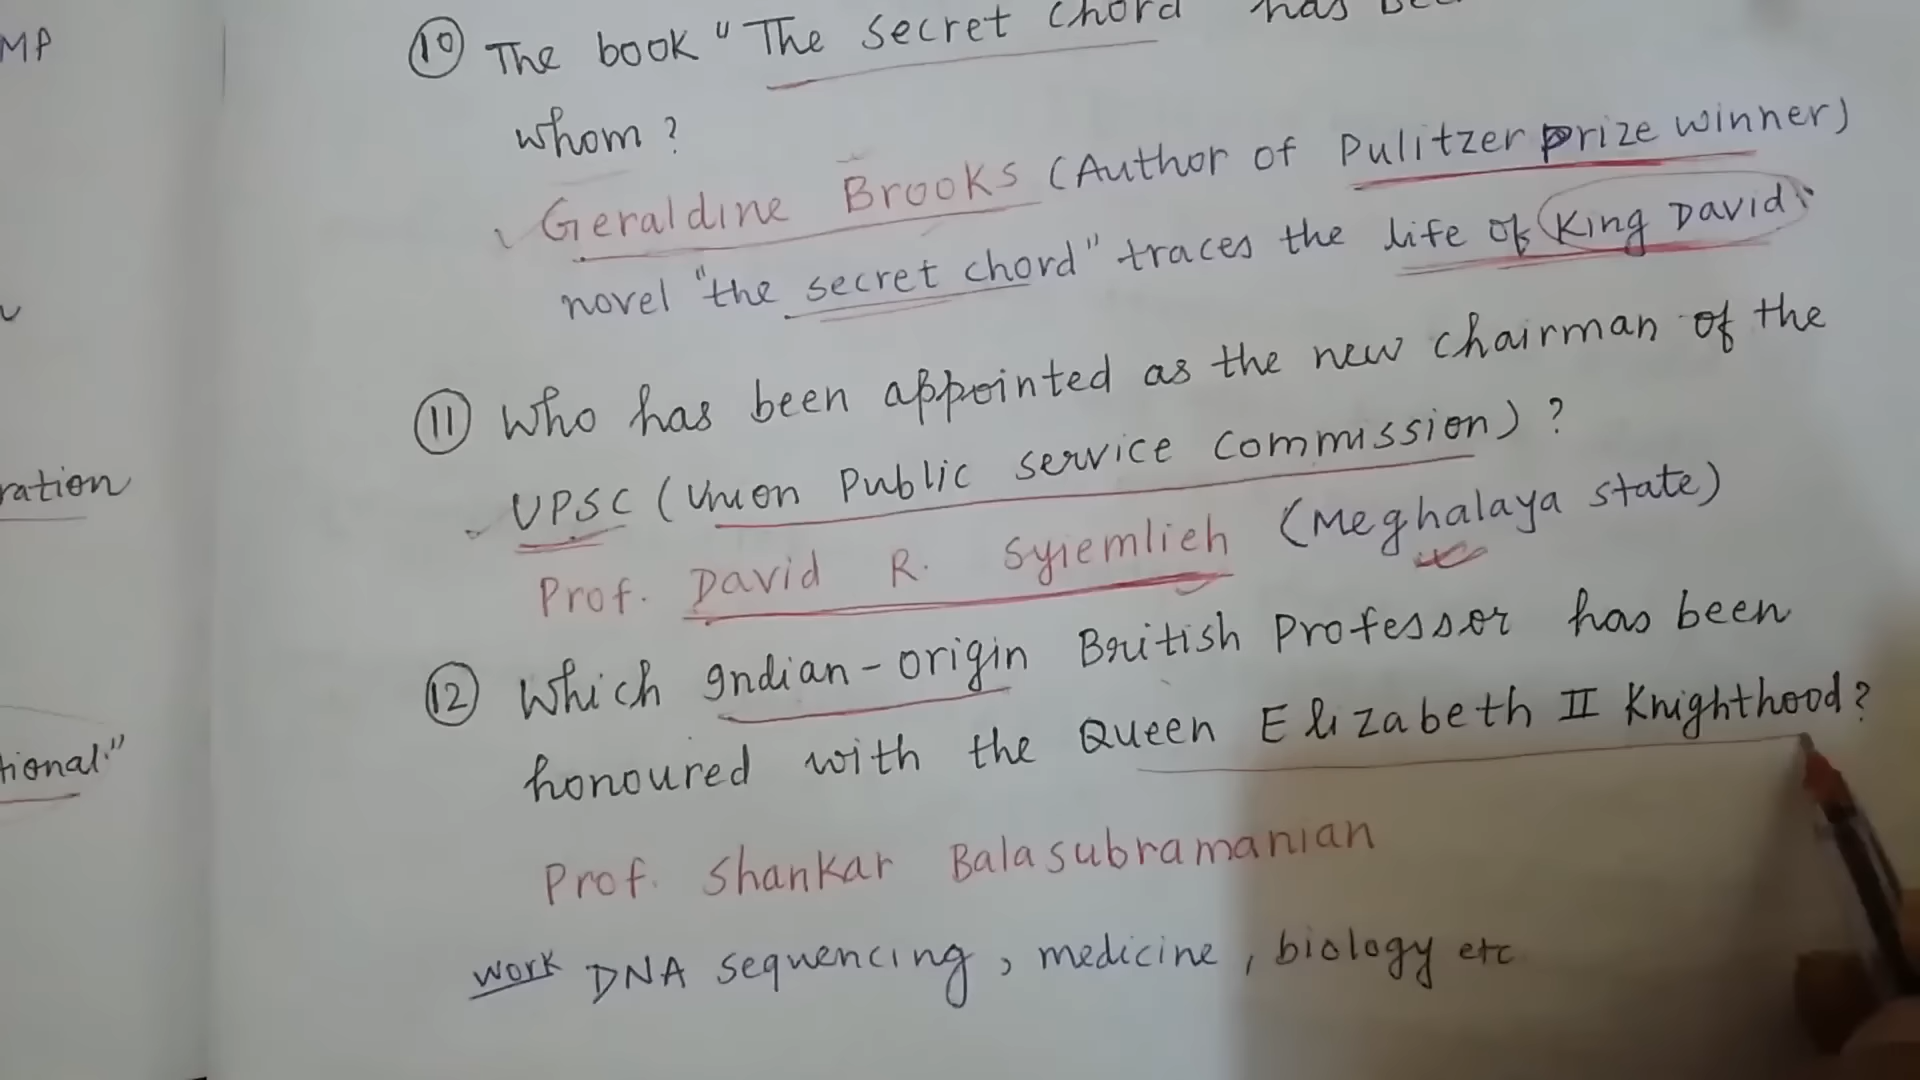 MP
ration
tional."
10 The book "The secret chord has
whom?
Geraldine Brooks (Author of Pulitzer prize winner)
novel "the secret chord" traces the life of King David.
11 Who has been appointed as the new chairman of the
UPSC (Union Public service commission) ?
Prof. David R. Syiemlieh (Meghalaya state)
12 Which Indian-origin British Professor has been
honoured with the Queen Elizabeth II Knighthood?
Prof. Shankar Balasubramanian
work DNA sequencing, medicine, biology etc